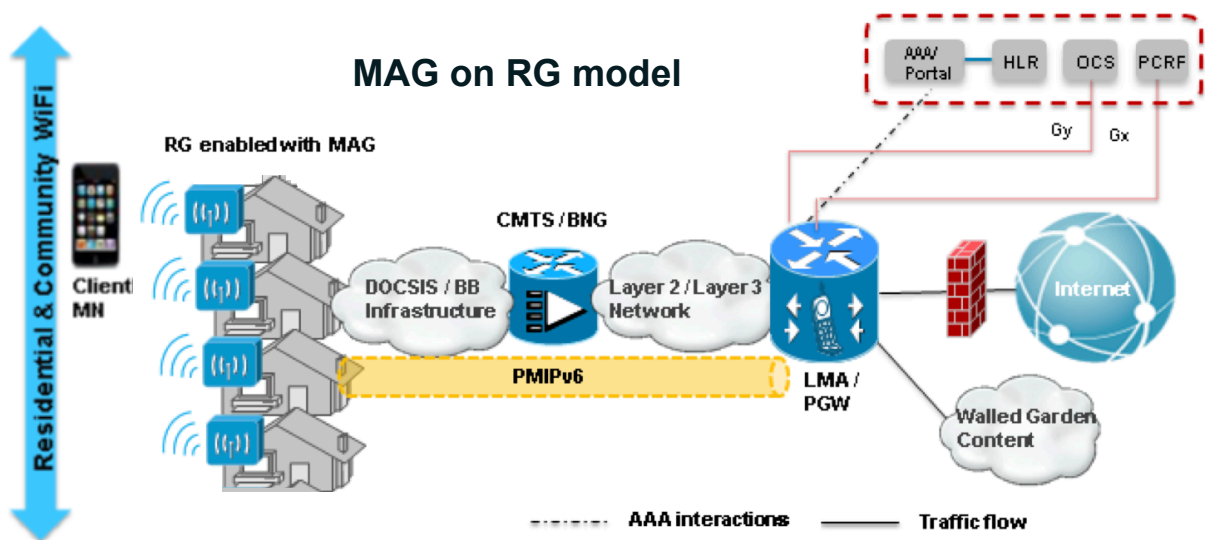 MAG on RG model
AAA/
Portal
HLR
OCS
PCRF
Gy
Gx
Residential & Community WiFi
RG enabled with MAG
Client
MN
CMTS / BNG
DOCSIS / BB
Infrastructure
Layer 2 / Layer 3
Network
Internet
PMIPv6
LMA /
PGW
Walled Garden
Content
AAA interactions
Traffic flow